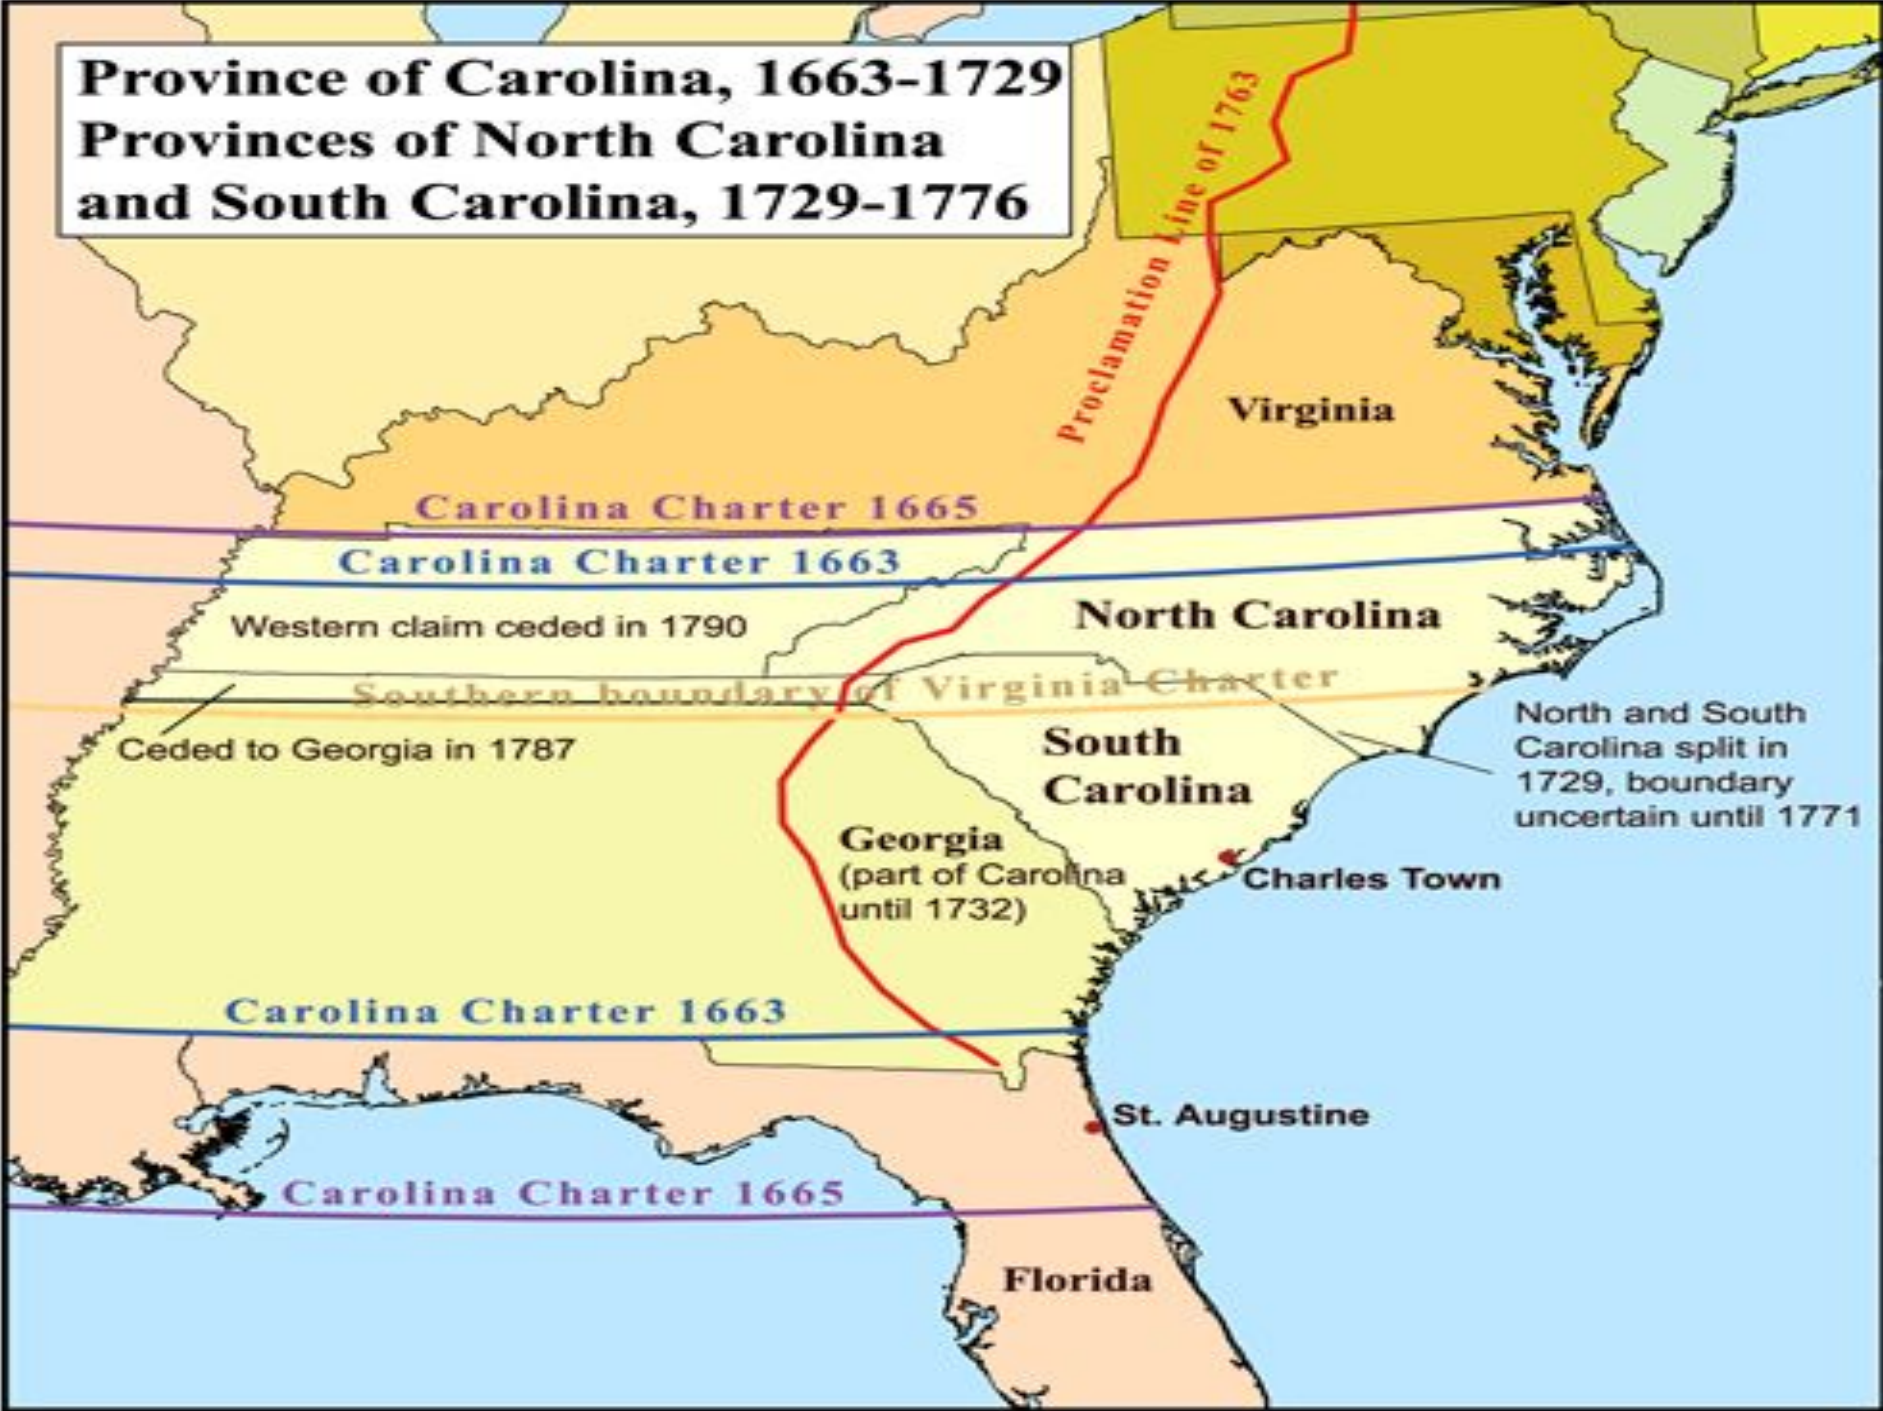 Province of Carolina, 1663-1729
Provinces of North Carolina
and South Carolina, 1729-1776
Proclamation Line of 1763
Virginia
Carolina Charter 1665
Carolina Charter 1663
Western claim ceded in 1790
North Carolina
Southern boundary of Virginia Charter
Ceded to Georgia in 1787
South
Carolina
North and South
Carolina split in
1729, boundary
uncertain until 1771
Georgia
(part of Carolina
until 1732)
Charles Town
Carolina Charter 1663
St. Augustine
Carolina Charter 1665
Florida